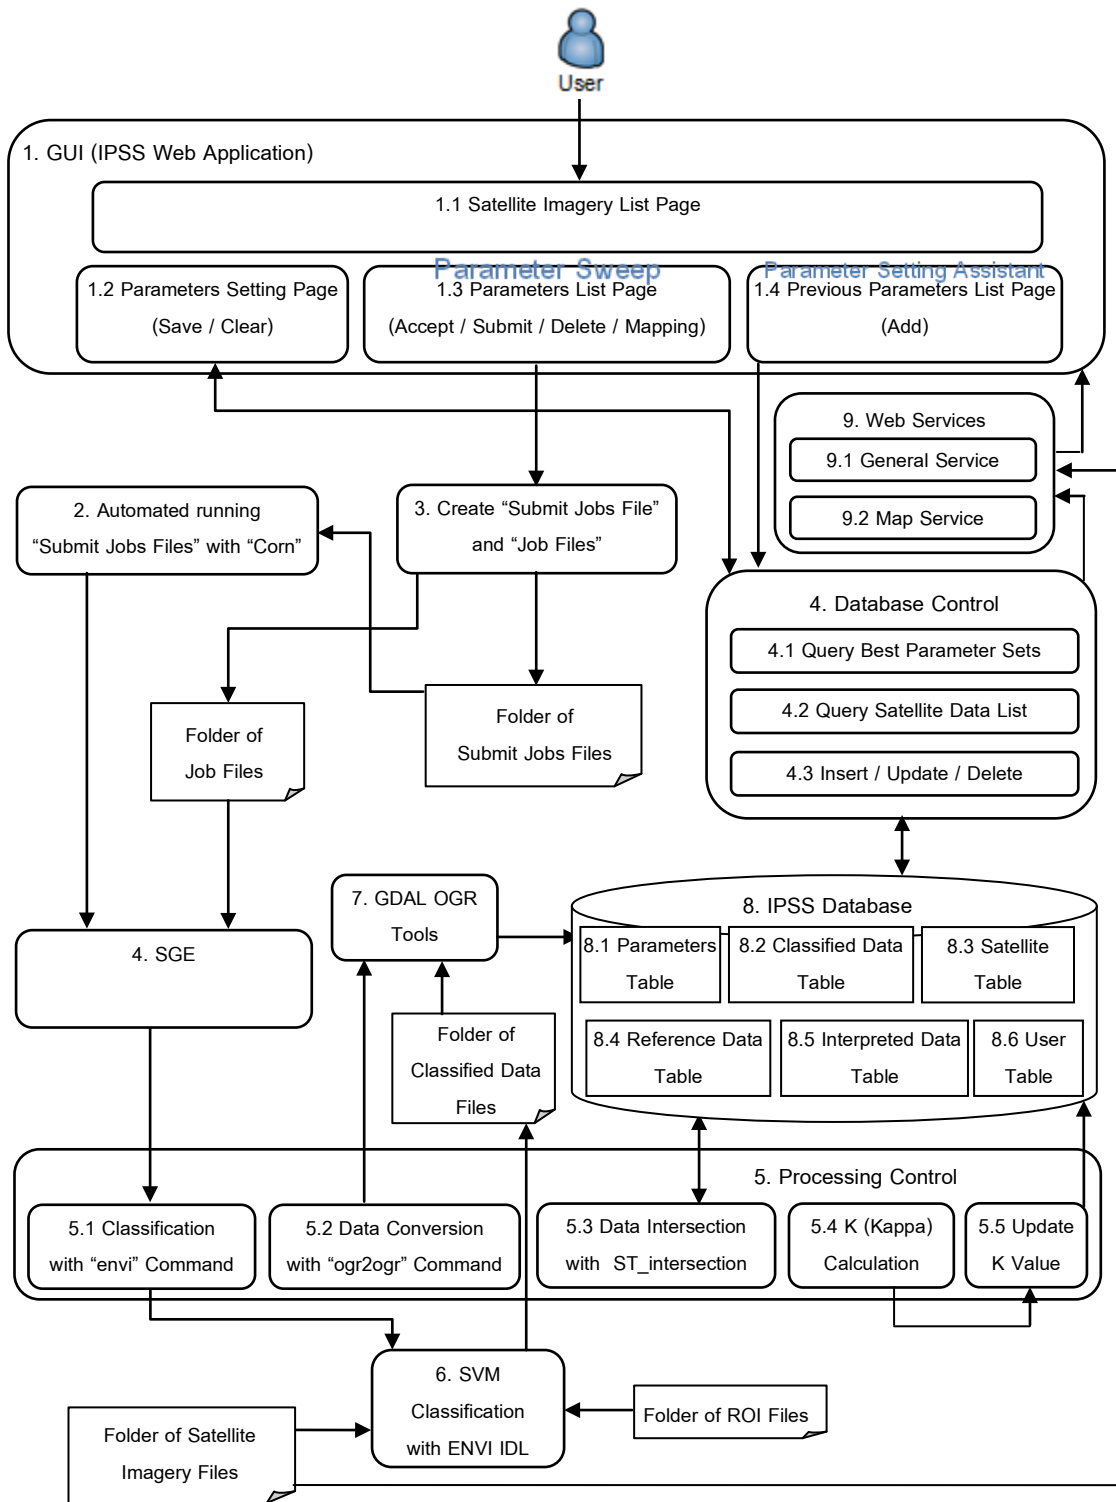 User
1. GUI (IPSS Web Application)
1.1 Satellite Imagery List Page
Parameter Sweep
Parameter Setting Assistant
1.2 Parameters Setting Page
(Save / Clear)
1.3 Parameters List Page
(Accept / Submit / Delete / Mapping)
1.4 Previous Parameters List Page
(Add)
9. Web Services
9.1 General Service
9.2 Map Service
2. Automated running
“Submit Jobs Files” with “Corn”
3. Create “Submit Jobs File”
and “Job Files”
4. Database Control
4.1 Query Best Parameter Sets
4.2 Query Satellite Data List
4.3 Insert / Update / Delete
Folder of
Job Files
Folder of
Submit Jobs Files
7. GDAL OGR
Tools
8. IPSS Database
8.1 Parameters
Table
8.2 Classified Data
Table
8.3 Satellite
Table
8.4 Reference Data
Table
8.5 Interpreted Data
Table
8.6 User
Table
4. SGE
Folder of
Classified Data
Files
5. Processing Control
5.1 Classification
with “envi” Command
5.2 Data Conversion
with “ogr2ogr” Command
5.3 Data Intersection
with ST_intersection
5.4 K (Kappa)
Calculation
5.5 Update
K Value
6. SVM
Classification
with ENVI IDL
Folder of ROI Files
Folder of Satellite
Imagery Files